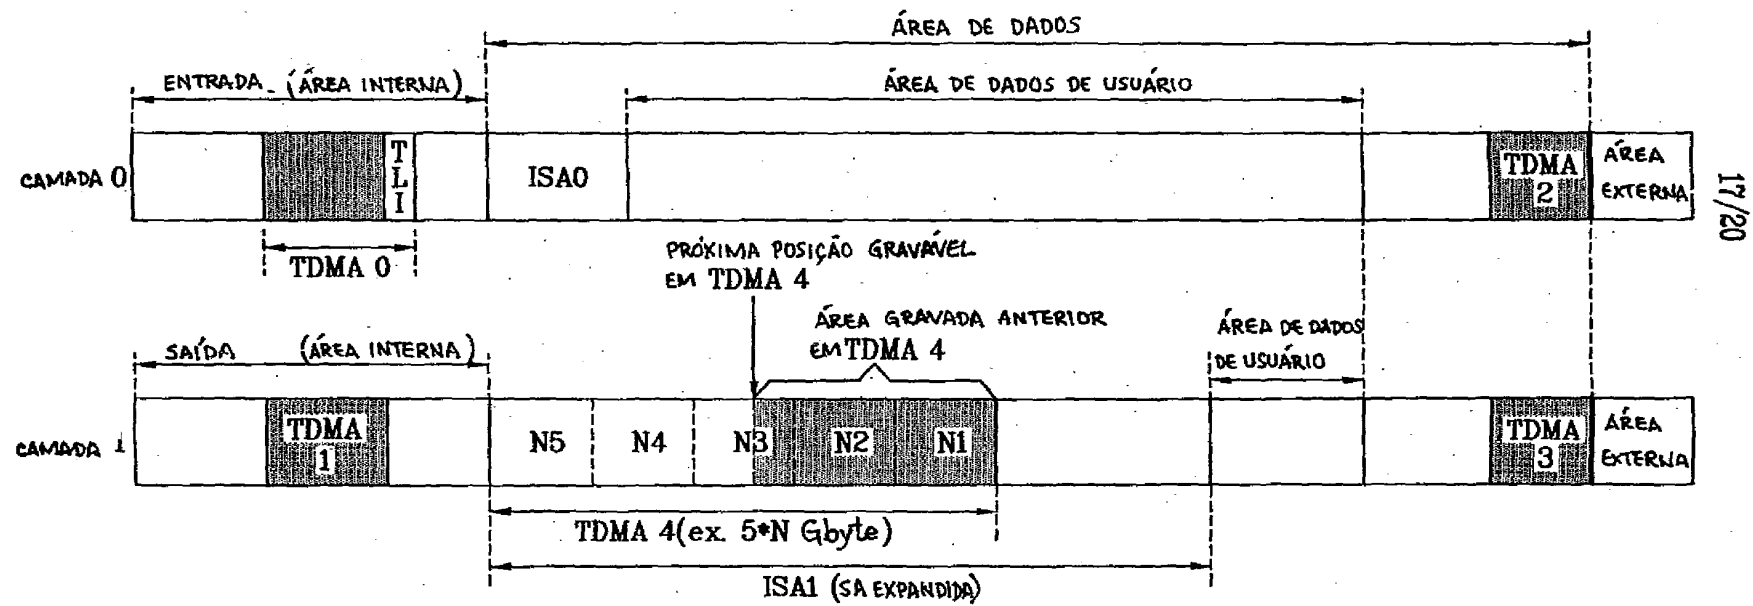 ÁREA DE DADOS
ENTRADA (ÁREA INTERNA)
ÁREA DE DADOS DE USUÁRIO
CAMADA 0
T
L
I
ISA0
TDMA
2
ÁREA
EXTERNA
17/20
TDMA 0
PRÓXIMA POSIÇÃO GRAVÁVEL
EM TDMA 4
ÁREA GRAVADA ANTERIOR
EM TDMA 4
ÁREA DE DADOS
DE USUÁRIO
SAÍDA (ÁREA INTERNA)
CAMADA 1
TDMA
1
N5
N4
N3
N2
N1
TDMA
3
ÁREA
EXTERNA
TDMA 4(ex. 5*N Gbyte)
ISA1 (SA EXPANDIDA)